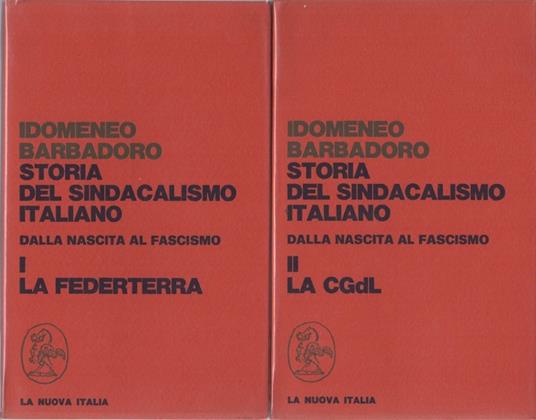 IDOMENEO
BARBADORO
STORIA
DEL SINDACALISMO
ITALIANO
DALLA NASCITA AL FASCISMO
I
LA FEDERTERRA
LA NUOVA ITALIA
IDOMENEO
BARBADORO
STORIA
DEL SINDACALISMO
ITALIANO
DALLA NASCITA AL FASCISMO
II
LA CGdL
LA NUOVA ITALIA